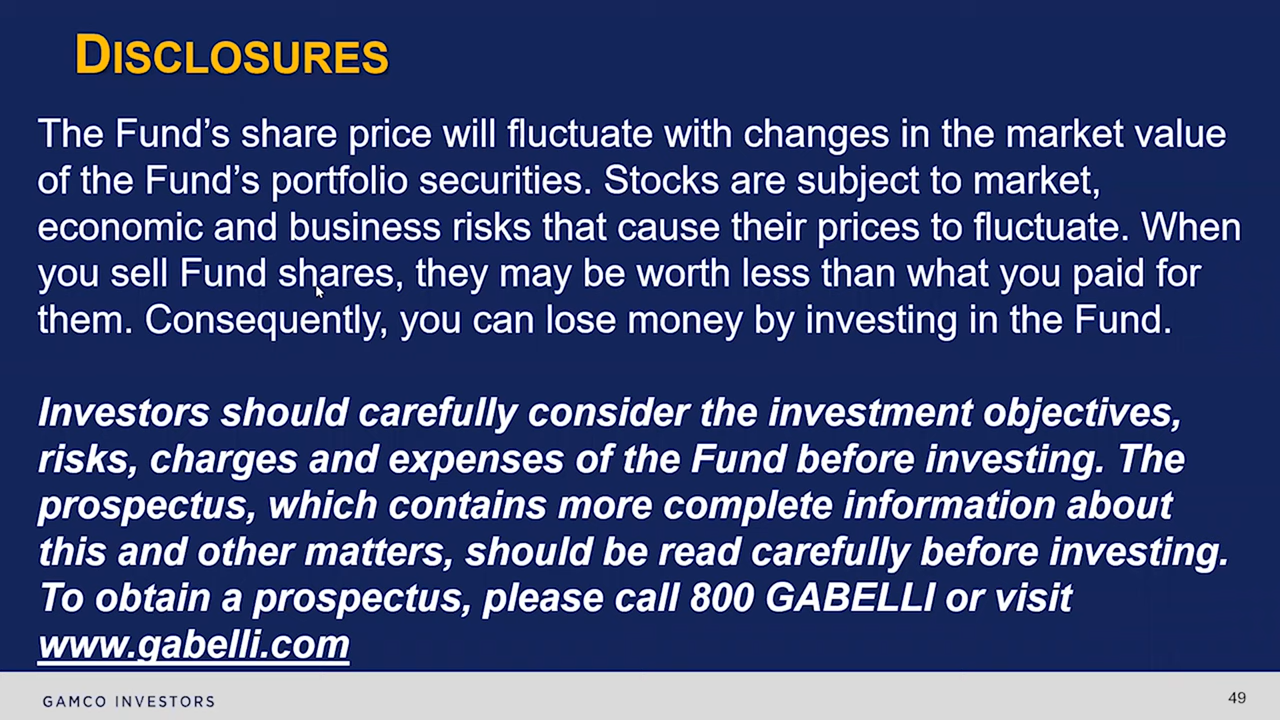 DISCLOSURES
The Fund’s share price will fluctuate with changes in the market value
of the Fund’s portfolio securities. Stocks are subject to market,
economic and business risks that cause their prices to fluctuate. When
you sell Fund shares, they may be worth less than what you paid for
them. Consequently, you can lose money by investing in the Fund.
Investors should carefully consider the investment objectives,
risks, charges and expenses of the Fund before investing. The
prospectus, which contains more complete information about
this and other matters, should be read carefully before investing.
To obtain a prospectus, please call 800 GABELLI or visit
www.gabelli.com
GAMCO INVESTORS
49